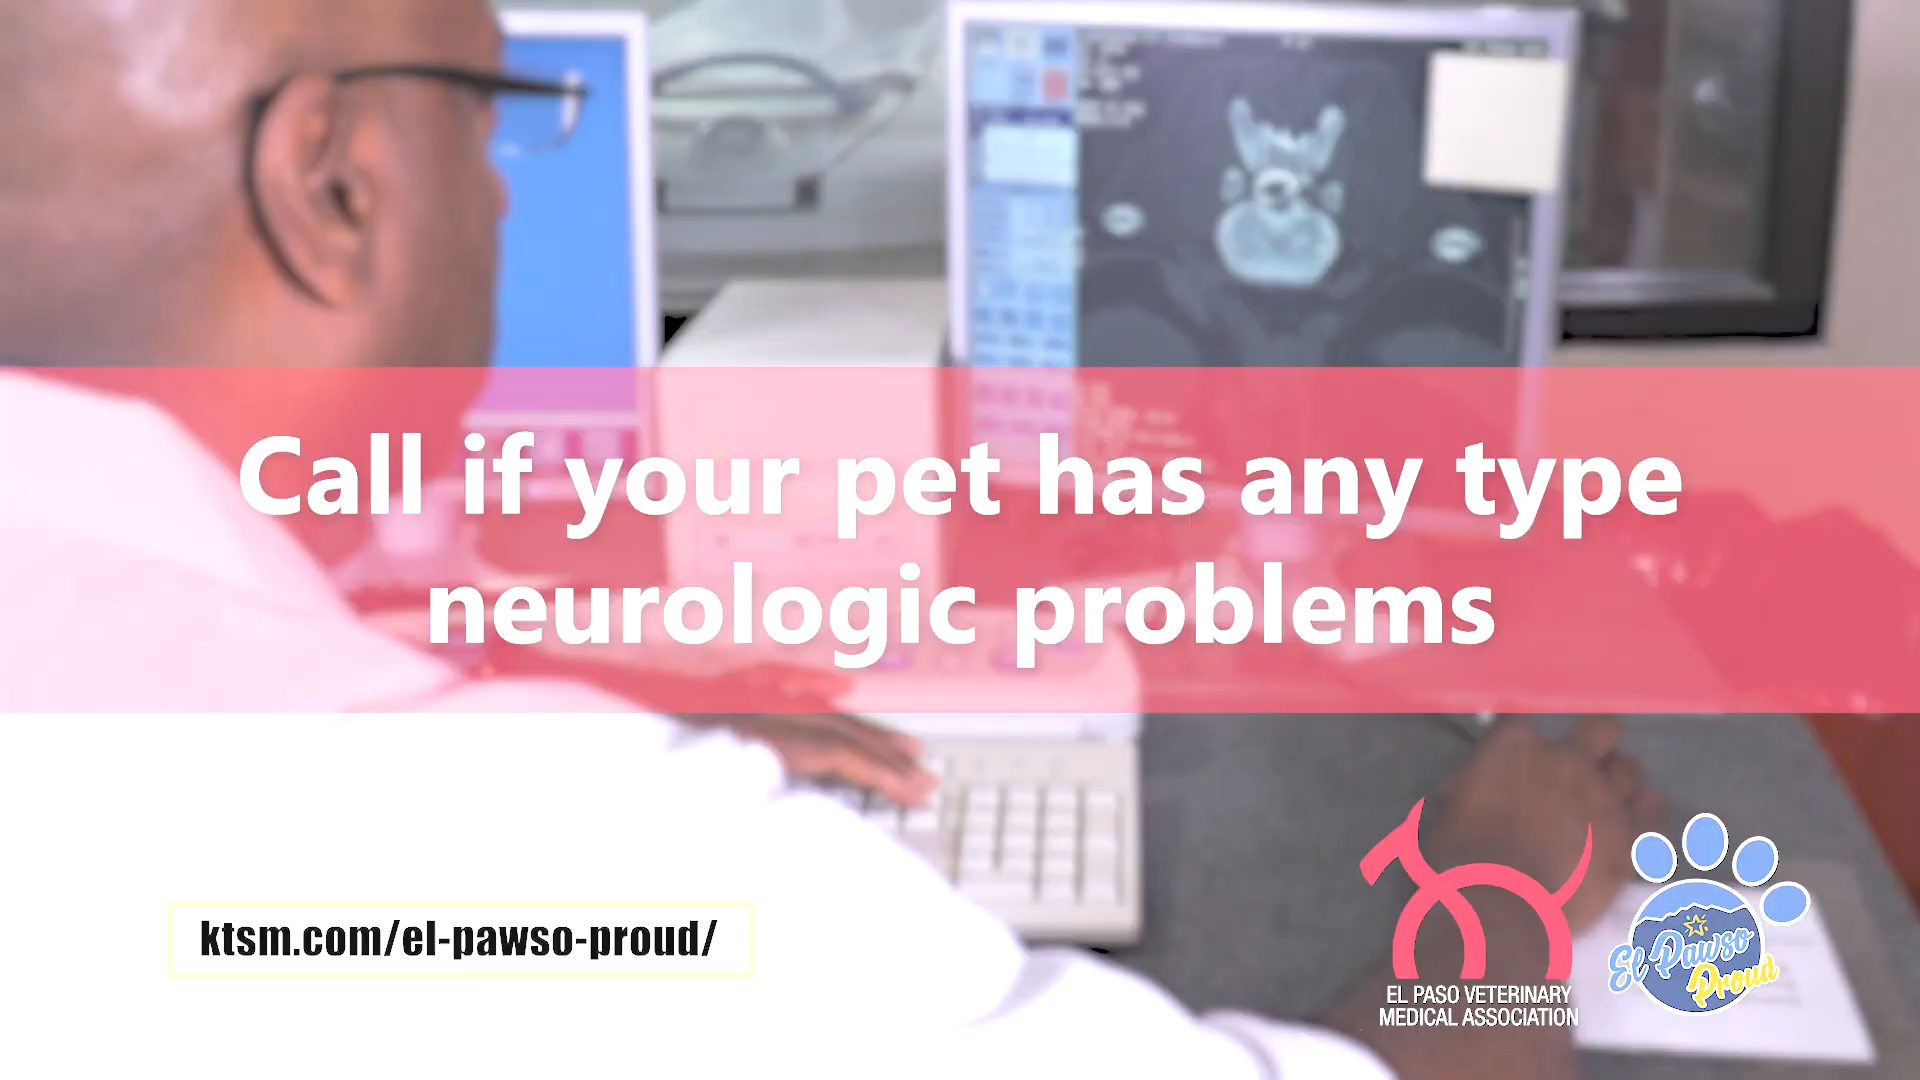 Call if your pet has any type
neurologic problems
ktsm.com/el-pawso-proud/
EL PASO VETERINARY
MEDICAL ASSOCIATION
El Pawso
Proud